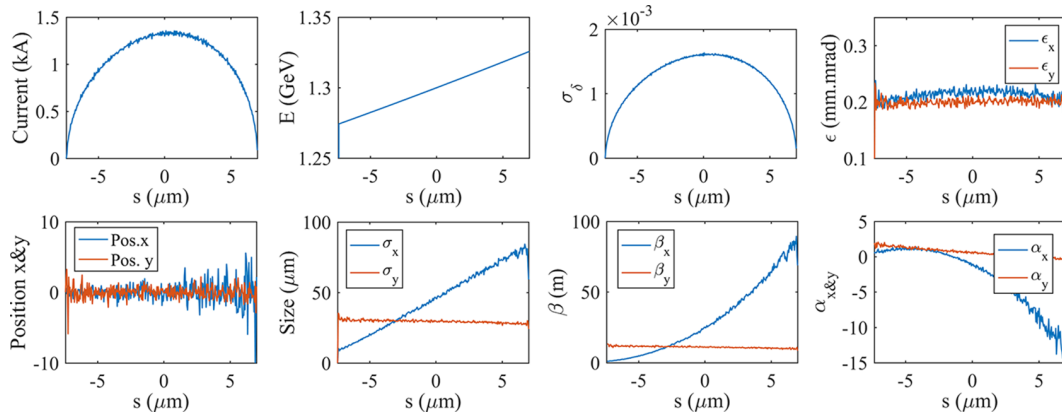 Current (kA)
1.5
1
0.5
0
-5 0 5
s (μm)
E (GeV)
1.35
1.3
1.25
-5 0 5
s (μm)
×10⁻³
σδ
2
1
0
-5 0 5
s (μm)
ϵ (mm.mrad)
0.3
0.2
0.1
ϵx
ϵy
-5 0 5
s (μm)
Position x&y
10
0
-10
Pos.x
Pos. y
-5 0 5
s (μm)
Size (μm)
100
50
0
σx
σy
-5 0 5
s (μm)
β (m)
100
50
0
βx
βy
-5 0 5
s (μm)
αx&y
5
0
-5
-10
-15
αx
αy
-5 0 5
s (μm)